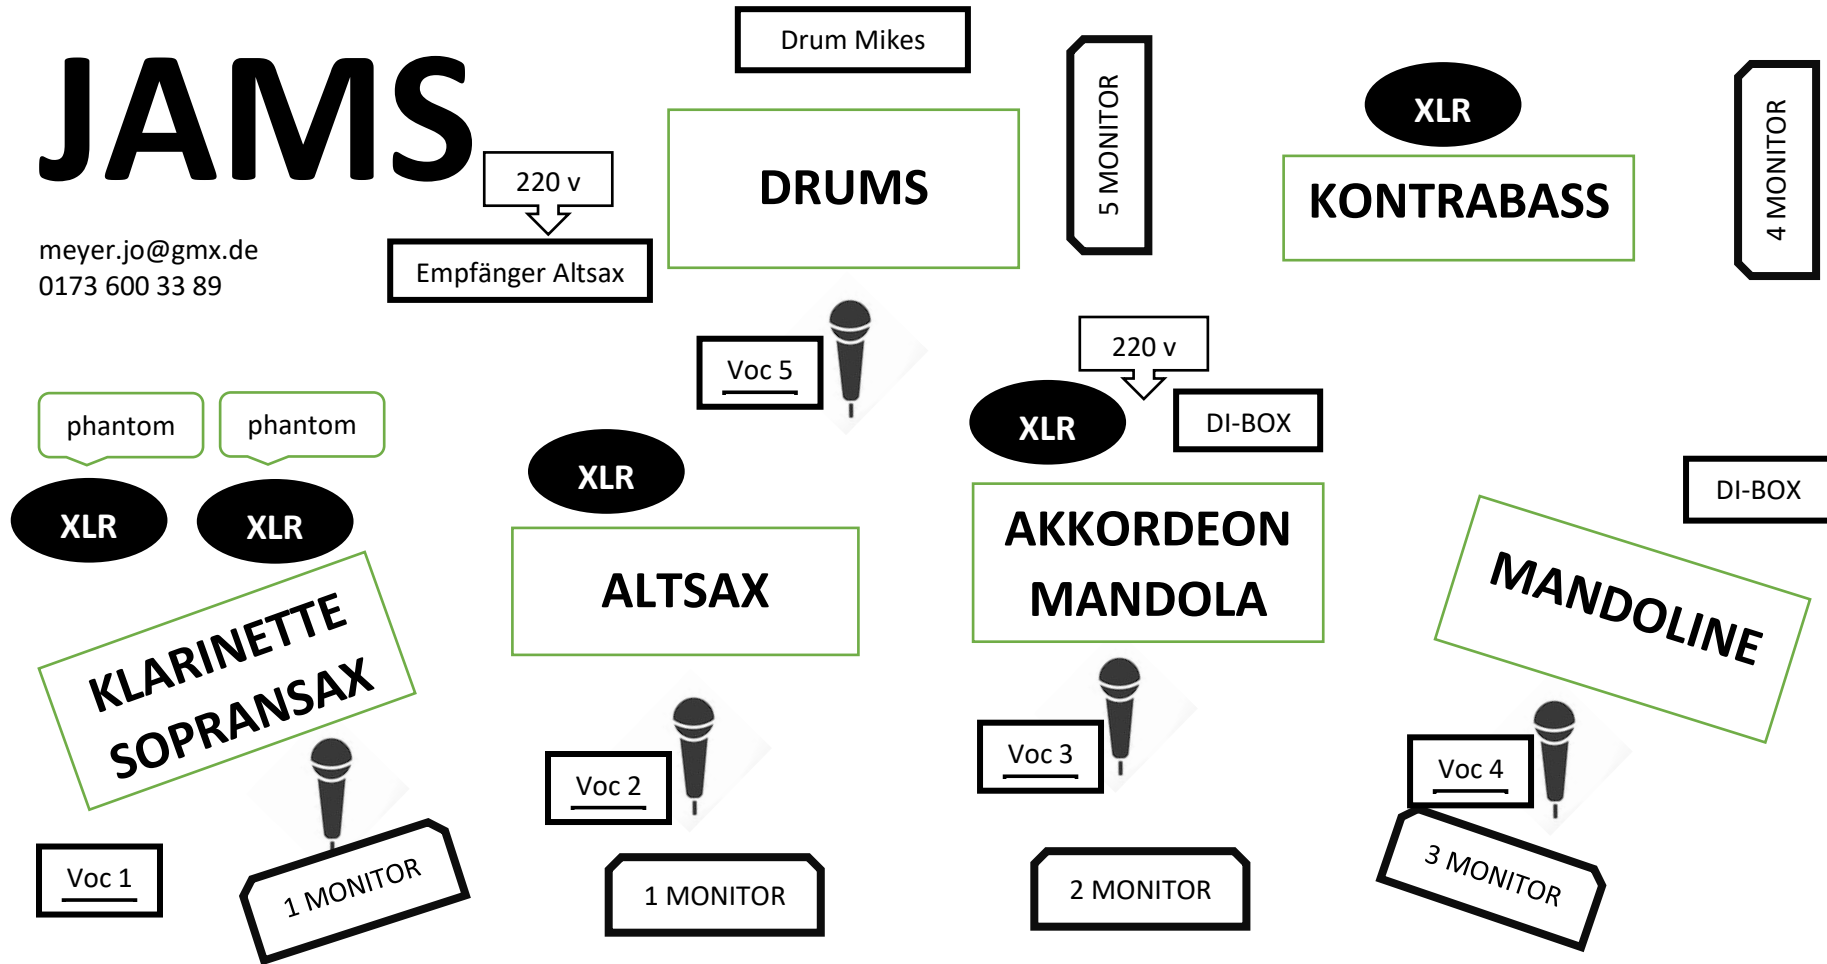 JAMS
meyer.jo@gmx.de
0173 600 33 89
Drum Mikes
220 v
Empfänger Altsax
DRUMS
5 MONITOR
XLR
KONTRABASS
4 MONITOR
Voc 5
220 v
XLR
DI-BOX
phantom
phantom
XLR
XLR
XLR
DI-BOX
KLARINETTE
SOPRANSAX
ALTSAX
AKKORDEON
MANDOLA
MANDOLINE
Voc 1
Voc 2
Voc 3
Voc 4
1 MONITOR
1 MONITOR
2 MONITOR
3 MONITOR